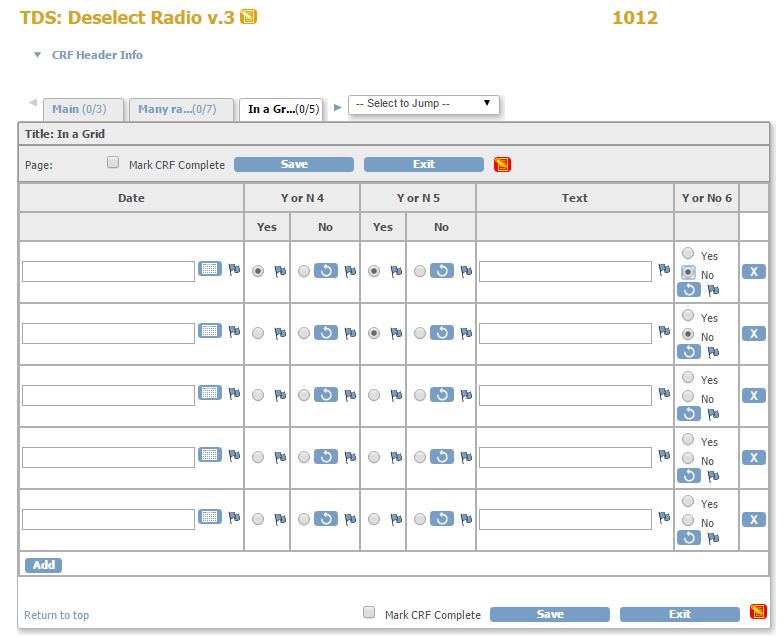 TDS: Deselect Radio v.3 1012
CRF Header Info
Main (0/3) Many ra...(0/7) In a Gr...(0/5) -- Select to Jump --
Title: In a Grid
Page: Mark CRF Complete Save Exit
Date Y or N 4 Y or N 5 Text Y or No 6
Yes No Yes No
Yes
No
X
Yes
No
X
Yes
No
X
Yes
No
X
Yes
No
X
Add
Return to top Mark CRF Complete Save Exit